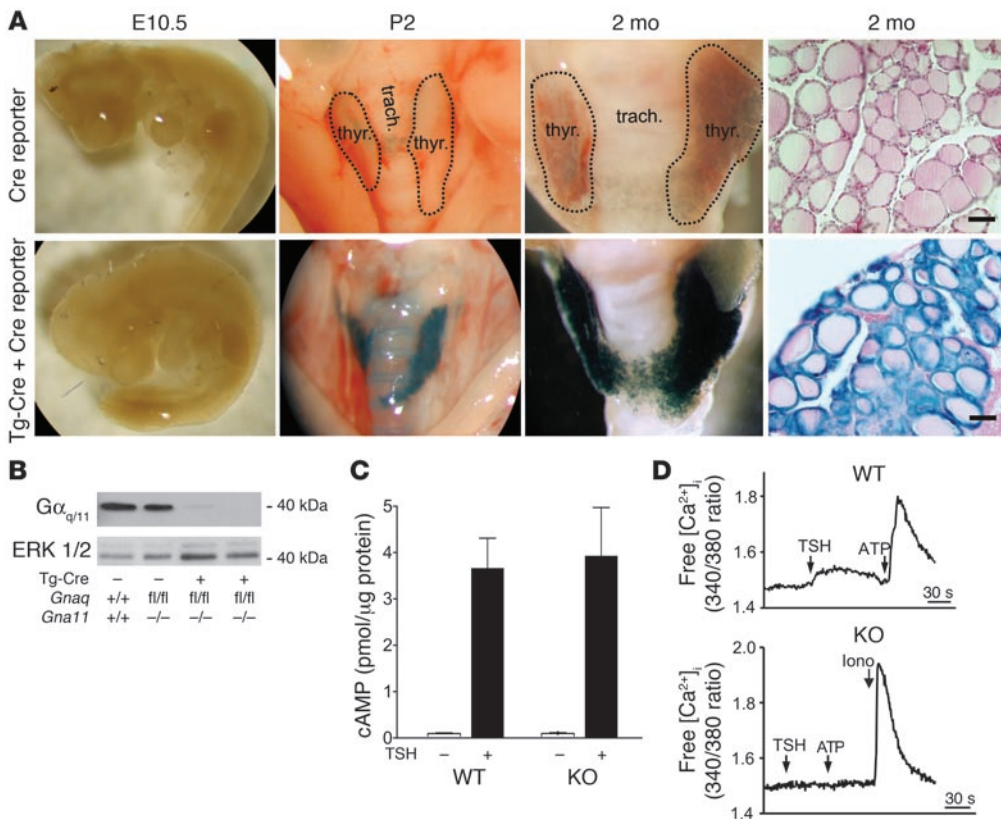 A
E10.5
P2
2 mo
2 mo
Cre reporter
thyr.
trach.
thyr.
thyr.
trach.
thyr.
Tg-Cre + Cre reporter
B
Gαq/11
- 40 kDa
ERK 1/2
- 40 kDa
Tg-Cre – – + +
Gnaq +/+ fl/fl fl/fl fl/fl
Gna11 +/+ –/– –/– –/–
C
cAMP (pmol/μg protein)
5
4
3
2
1
0
TSH – + – +
WT KO
D
WT
Free [Ca2+]i
(340/380 ratio)
1.8
1.6
1.4
TSH
ATP
30 s
KO
Free [Ca2+]i
(340/380 ratio)
2.0
1.8
1.6
1.4
Iono
TSH ATP
30 s